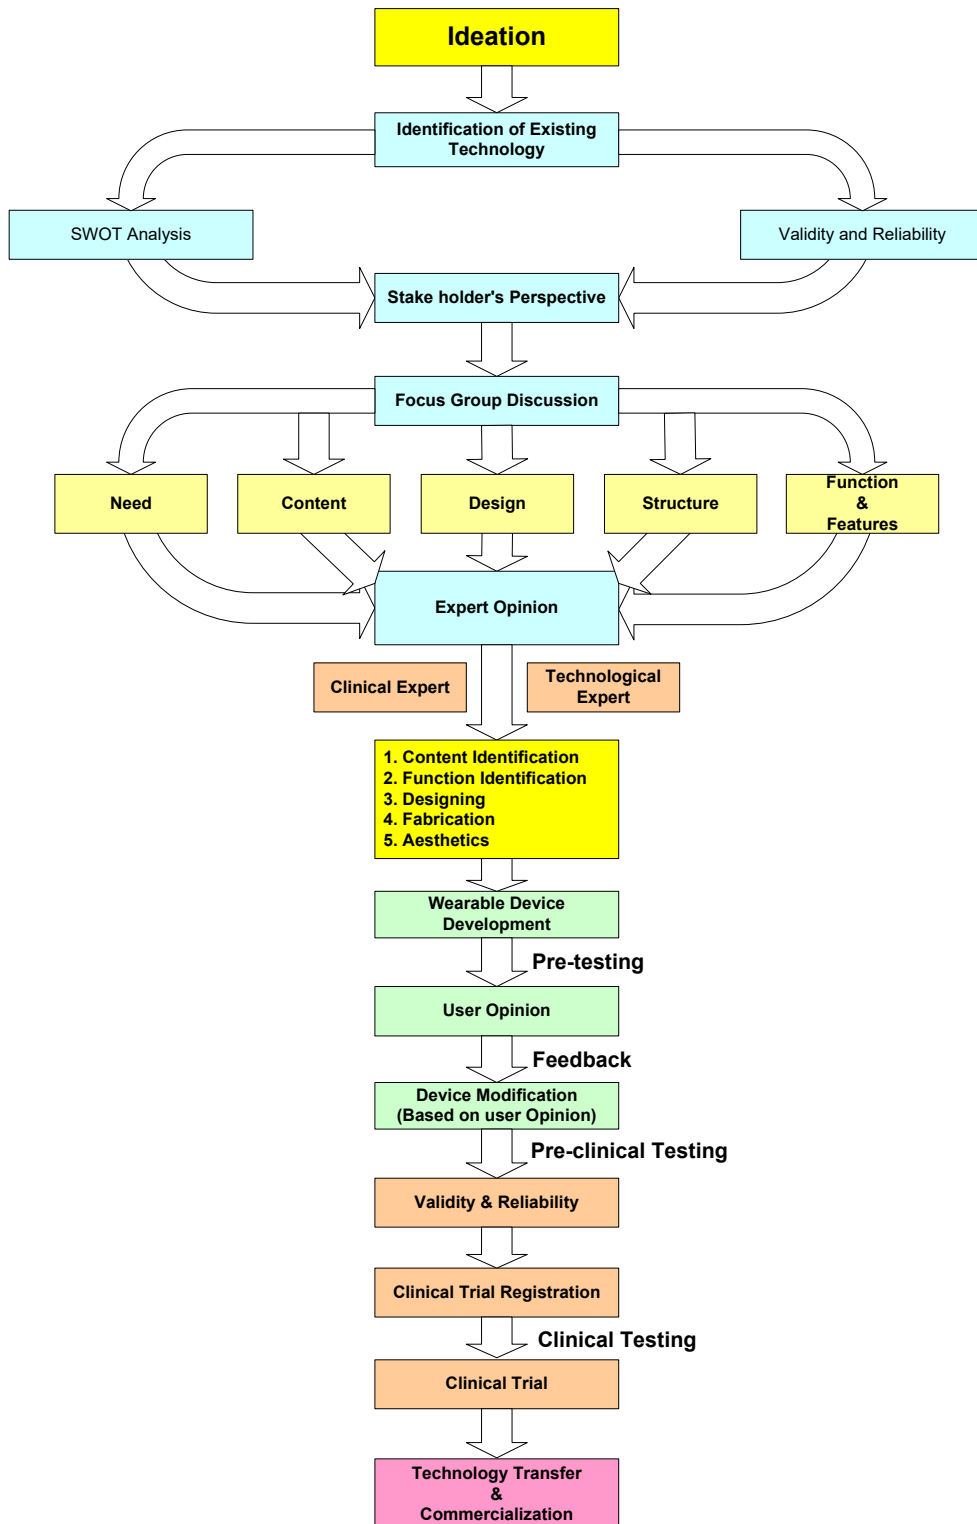 Ideation
Identification of Existing
Technology
SWOT Analysis
Validity and Reliability
Stake holder's Perspective
Focus Group Discussion
Need
Content
Design
Structure
Function
&
Features
Expert Opinion
Clinical Expert
Technological
Expert
1. Content Identification
2. Function Identification
3. Designing
4. Fabrication
5. Aesthetics
Wearable Device
Development
Pre-testing
User Opinion
Feedback
Device Modification
(Based on user Opinion)
Pre-clinical Testing
Validity & Reliability
Clinical Trial Registration
Clinical Testing
Clinical Trial
Technology Transfer
&
Commercialization